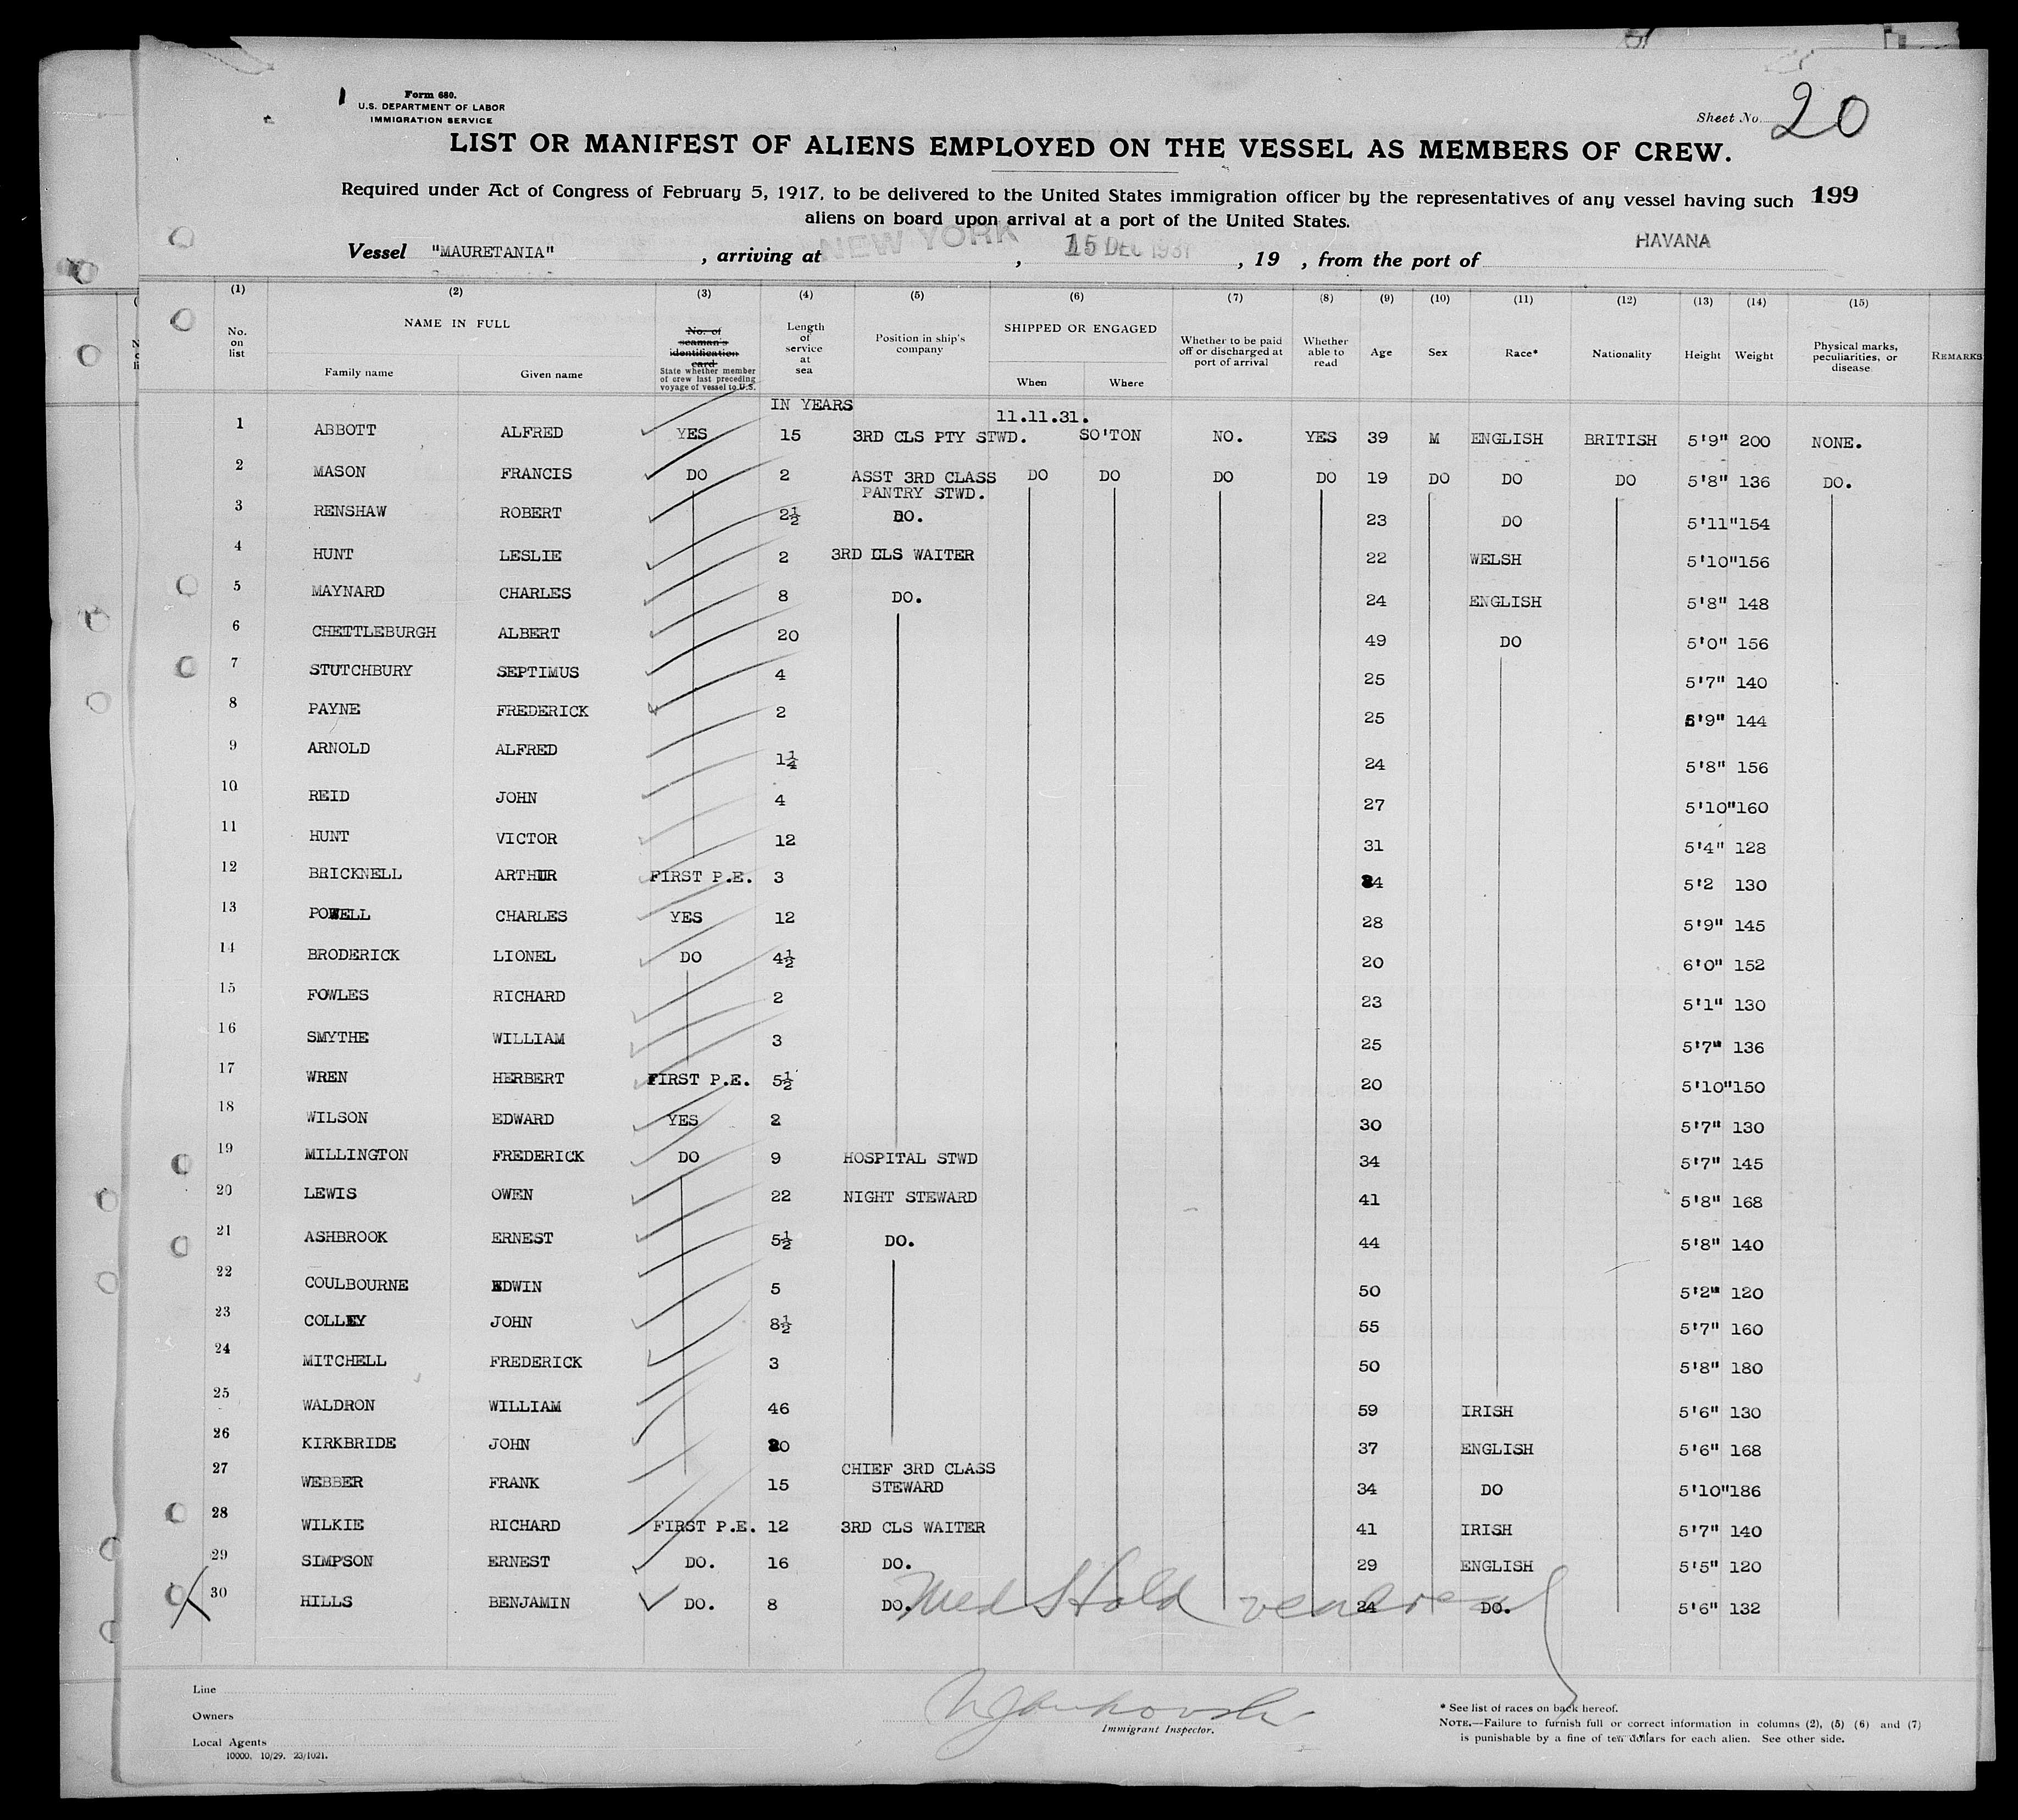 Form 680.
U.S. DEPARTMENT OF LABOR
IMMIGRATION SERVICE
Sheet No. 20
LIST OR MANIFEST OF ALIENS EMPLOYED ON THE VESSEL AS MEMBERS OF CREW.
Required under Act of Congress of February 5, 1917, to be delivered to the United States immigration officer by the representatives of any vessel having such 199
aliens on board upon arrival at a port of the United States.
Vessel "MAURETANIA", arriving at NEW YORK, 15 DEC 1931, 19 , from the port of HAVANA
(1) (2) (3) (4) (5) (6) (7) (8) (9) (10) (11) (12) (13) (14) (15)
No. on list NAME IN FULL Family name Given name No. of seaman's identification card State whether member of crew last preceding voyage of vessel to U.S. Length of service at sea Position in ship's company SHIPPED OR ENGAGED When Where Whether to be paid off or discharged at port of arrival Whether able to read Age Sex Race* Nationality Height Weight Physical marks, peculiarities, or disease REMARKS
IN YEARS 11.11.31.
1 ABBOTT ALFRED YES 15 3RD CLS PTY STWD. SO'TON NO. YES 39 M ENGLISH BRITISH 5'9" 200 NONE.
2 MASON FRANCIS DO 2 ASST 3RD CLASS PANTRY STWD. DO DO DO DO 19 DO DO DO 5'8" 136 DO.
3 RENSHAW ROBERT 2½ DO. 23 DO 5'11" 154
4 HUNT LESLIE 2 3RD CLS WAITER 22 WELSH 5'10" 156
5 MAYNARD CHARLES 8 DO. 24 ENGLISH 5'8" 148
6 CHETTLEBURGH ALBERT 20 49 DO 5'0" 156
7 STUTCHBURY SEPTIMUS 4 25 5'7" 140
8 PAYNE FREDERICK 2 25 5'9" 144
9 ARNOLD ALFRED 1¼ 24 5'8" 156
10 REID JOHN 4 27 5'10" 160
11 HUNT VICTOR 12 31 5'4" 128
12 BRICKNELL ARTHUR FIRST P.E. 3 5'2 130
13 POWELL CHARLES YES 12 28 5'9" 145
14 BRODERICK LIONEL DO 4½ 20 6'0" 152
15 FOWLES RICHARD 2 23 5'1" 130
16 SMYTHE WILLIAM 3 25 5'7" 136
17 WREN HERBERT FIRST P.E. 5½ 20 5'10" 150
18 WILSON EDWARD YES 2 30 5'7" 130
19 MILLINGTON FREDERICK DO 9 HOSPITAL STWD 34 5'7" 145
20 LEWIS OWEN 22 NIGHT STEWARD 41 5'8" 168
21 ASHBROOK ERNEST 5½ DO. 44 5'8" 140
22 COULBOURNE EDWIN 5 50 5'2" 120
23 COLLEY JOHN 8½ 55 5'7" 160
24 MITCHELL FREDERICK 3 50 5'8" 180
25 WALDRON WILLIAM 46 59 IRISH 5'6" 130
26 KIRKBRIDE JOHN 37 ENGLISH 5'6" 168
27 WEBBER FRANK 15 CHIEF 3RD CLASS STEWARD 34 DO 5'10" 186
28 WILKIE RICHARD FIRST P.E. 12 3RD CLS WAITER 41 IRISH 5'7" 140
29 SIMPSON ERNEST DO. 16 DO. 29 ENGLISH 5'5" 120
30 HILLS BENJAMIN DO. 8 DO. 24 DO. 5'6" 132
Med Hold venereal
Line
Owners
Local Agents
10000. 10/29. 23/1021.
Immigrant Inspector.
* See list of races on back hereof.
NOTE.—Failure to furnish full or correct information in columns (2), (5) (6) and (7)
is punishable by a fine of ten dollars for each alien. See other side.